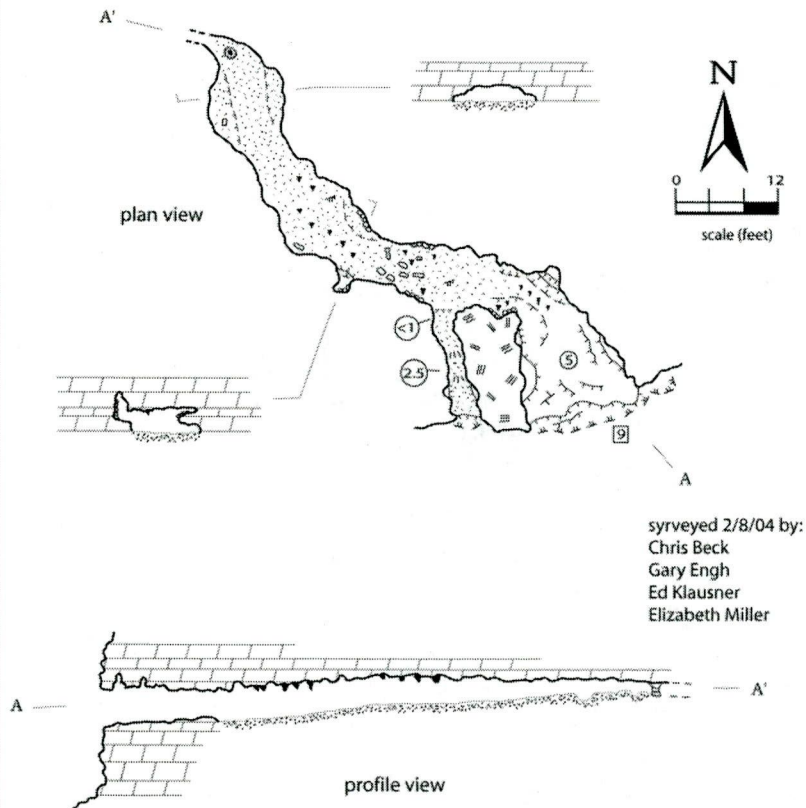 A'
N
0 12
scale (feet)
plan view
<1
2.5
5
9
A
syrveyed 2/8/04 by:
Chris Beck
Gary Engh
Ed Klausner
Elizabeth Miller
A
A'
profile view